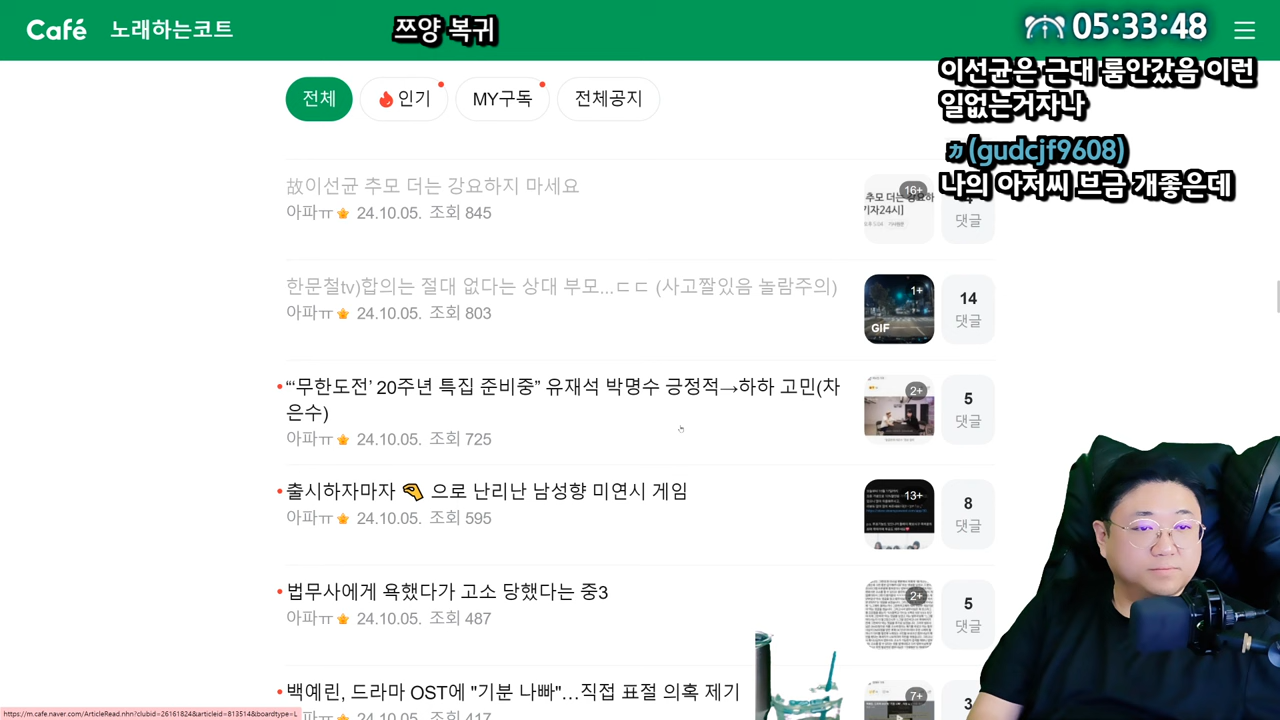 Café 노래하는코트
쯔양 복귀
05:33:48
이선균은 근대 룸안갔음 이런
일없는거자나
ㅉ(gudcjf9608)
나의 아저씨 브금 개좋은데
전체
인기
MY구독
전체공지
故이선균 추모 더는 강요하지 마세요
아파ㅠ 24.10.05. 조회 845
16+
댓글
한문철tv)합의는 절대 없다는 상대 부모...ㄷㄷ (사고짤있음 놀람주의)
아파ㅠ 24.10.05. 조회 803
1+
GIF
14
댓글
“‘무한도전’ 20주년 특집 준비중” 유재석 박명수 긍정적→하하 고민(차
은수)
아파ㅠ 24.10.05. 조회 725
2+
5
댓글
출시하자마자 으로 난리난 남성향 미연시 게임
아파ㅠ 24.10.05. 조회 595
13+
8
댓글
법무사에게 욕했다가 고소 당했다는 중3
아파ㅠ 24.10.05. 조회 487
2+
5
댓글
백예린, 드라마 OST에 "기분 나빠"…직접 표절 의혹 제기
7+
3
https://m.cafe.naver.com/ArticleRead.nhn?clubid=26161824&articleid=813514&boardtype=L